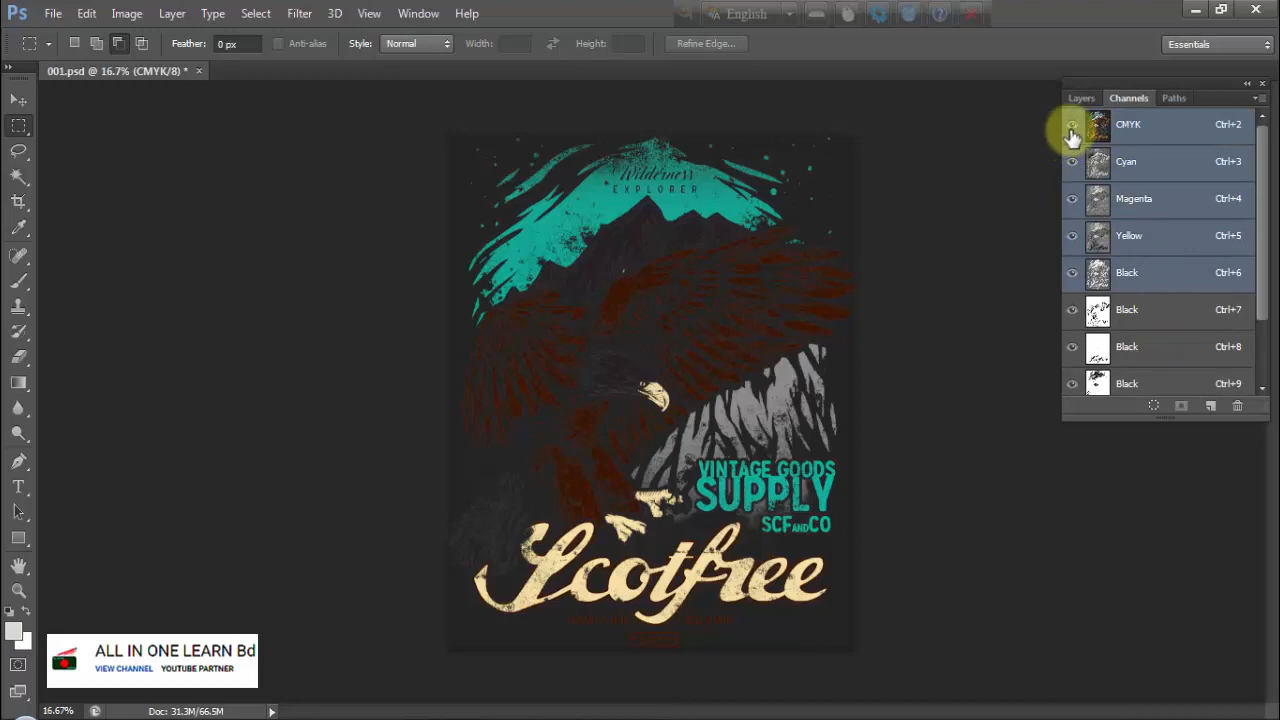 Ps File Edit Image Layer Type Select Filter 3D View Window Help
English
Feather: 0 px Anti-alias Style: Normal Width: Height: Refine Edge... Essentials
001.psd @ 16.7% (CMYK/8) * ×
Layers Channels Paths
CMYK Ctrl+2
Cyan Ctrl+3
Magenta Ctrl+4
Yellow Ctrl+5
Black Ctrl+6
Black Ctrl+7
Black Ctrl+8
Black Ctrl+9
Wilderness
EXPLORER
VINTAGE GOODS
SUPPLY
SCF AND CO
Scotfree
ALL IN ONE LEARN Bd
VIEW CHANNEL YOUTUBE PARTNER
16.67% Doc: 31.3M/66.5M